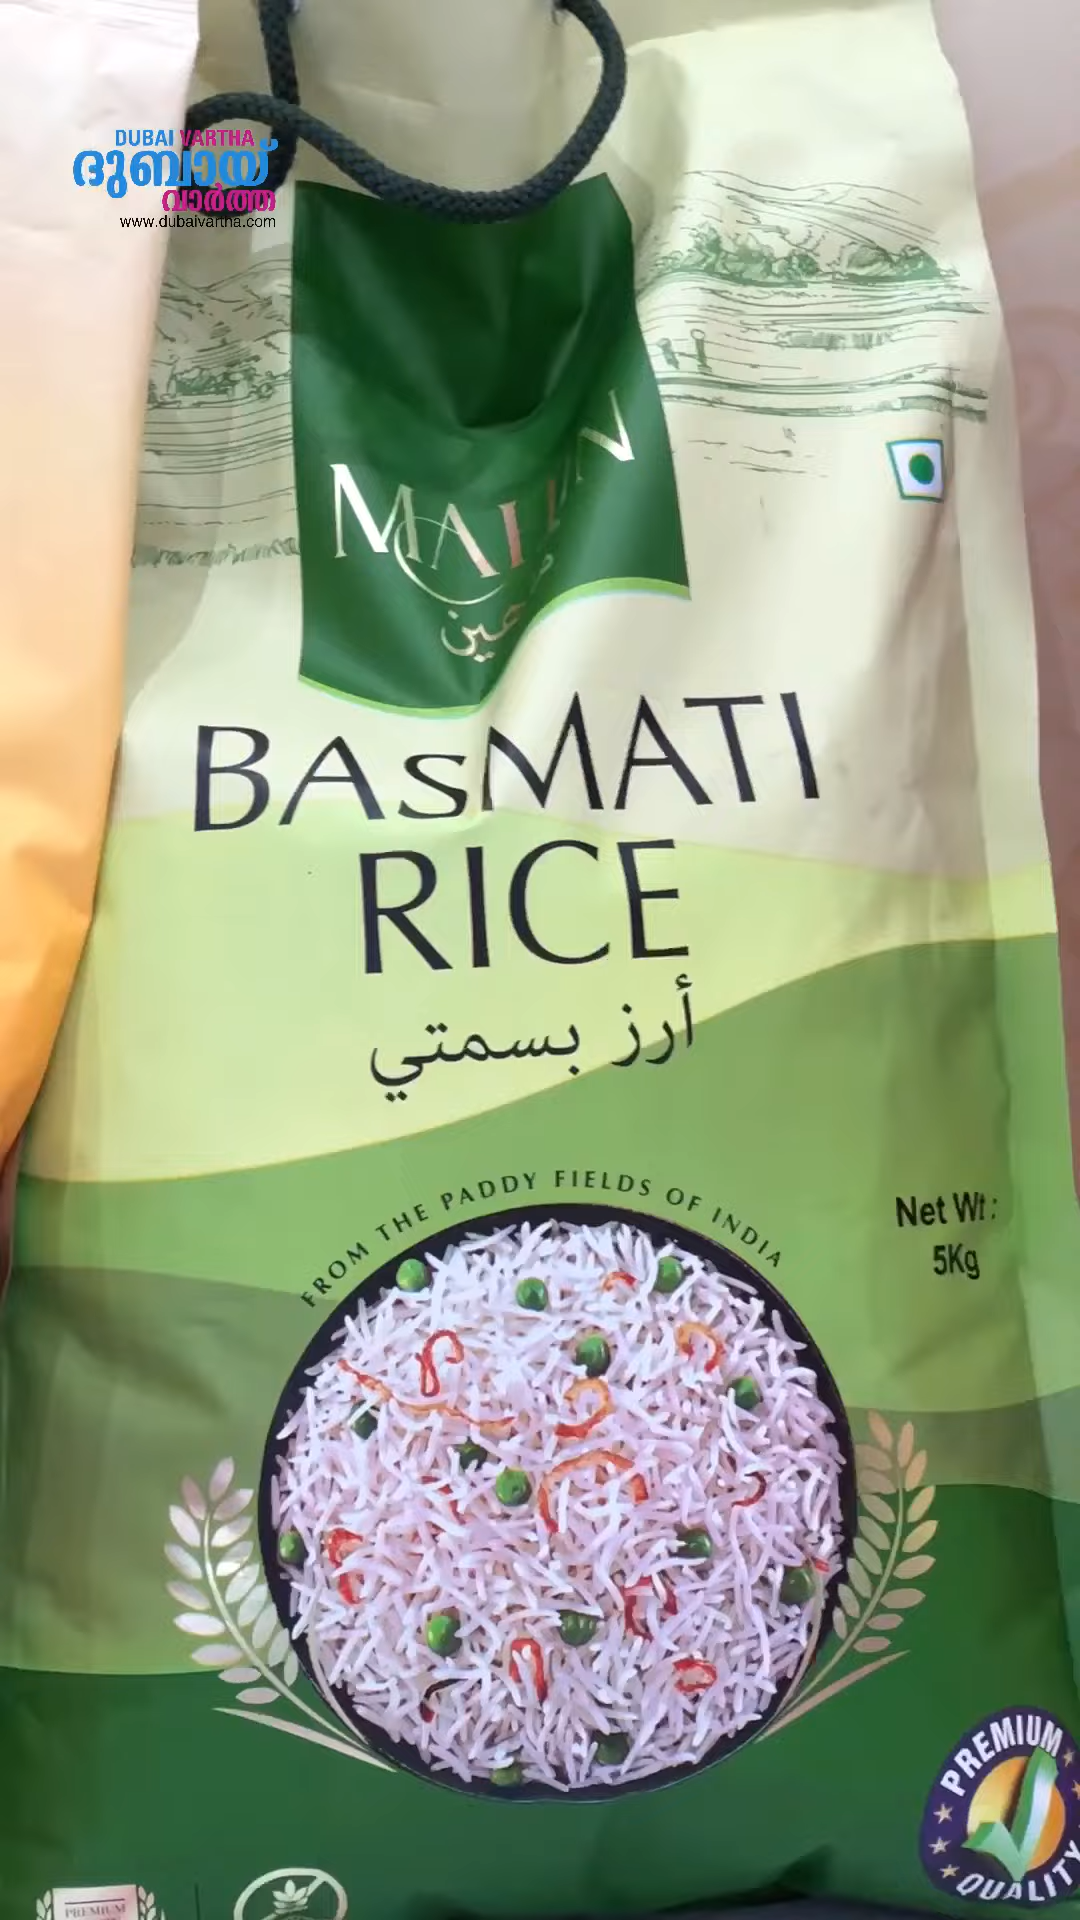 DUBAI VARTHA
ദുബായ്
വാർത്ത
www.dubaivartha.com
BASMATI
RICE
أرز بسمتي
FROM THE PADDY FIELDS OF INDIA
Net Wt :
5Kg
PREMIUM
QUALITY
PREMIUM